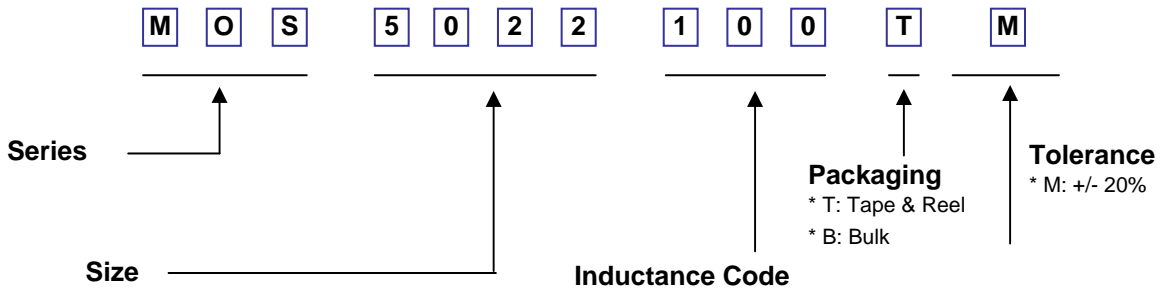 M O S 5 0 2 2 1 0 0 T M
Series
Tolerance
* M: +/- 20%
Packaging
* T: Tape & Reel
* B: Bulk
Size
Inductance Code